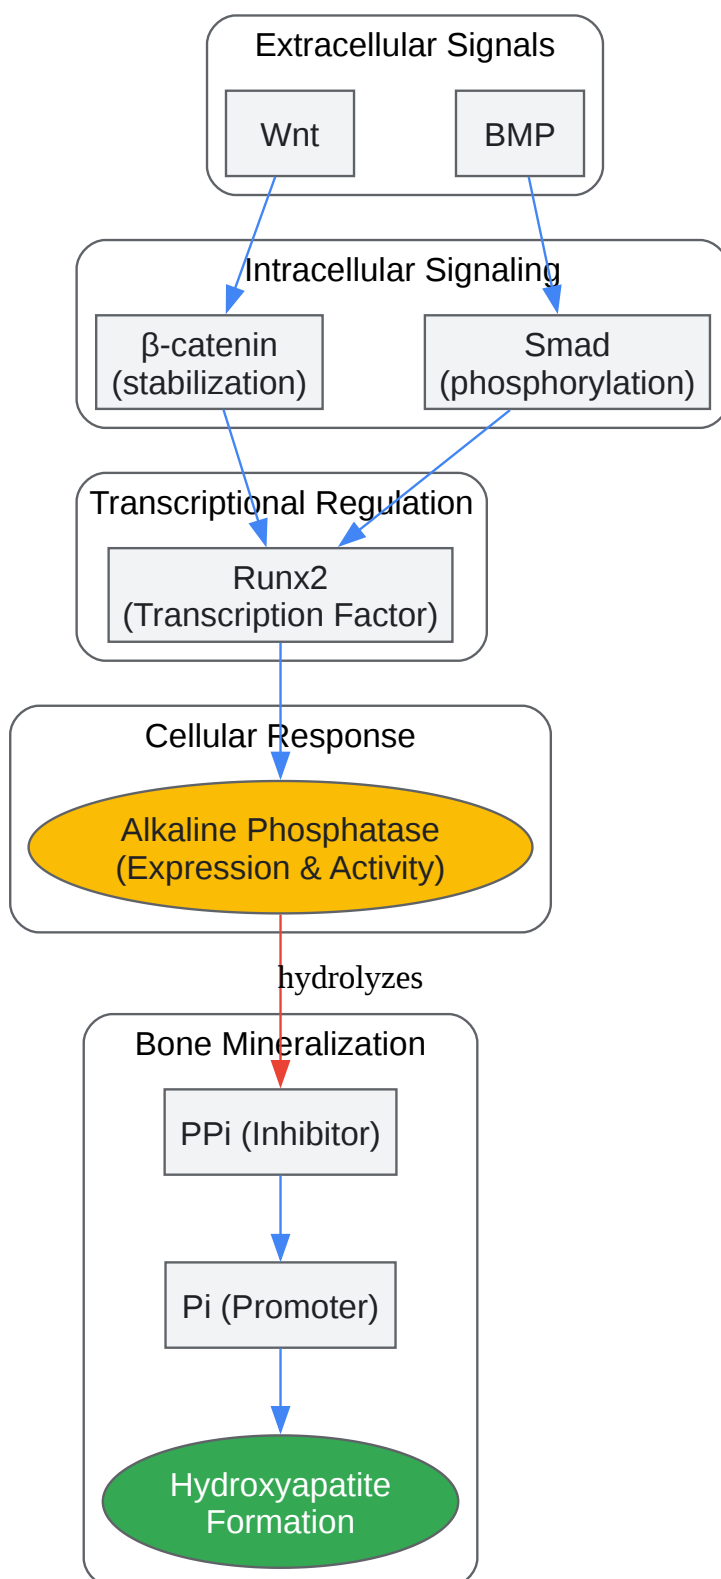 Extracellular Signals
Wnt
BMP
Intracellular Signaling
β-catenin
(stabilization)
Smad
(phosphorylation)
Transcriptional Regulation
Runx2
(Transcription Factor)
Cellular Response
Alkaline Phosphatase
(Expression & Activity)
hydrolyzes
Bone Mineralization
PPi (Inhibitor)
Pi (Promoter)
Hydroxyapatite
Formation